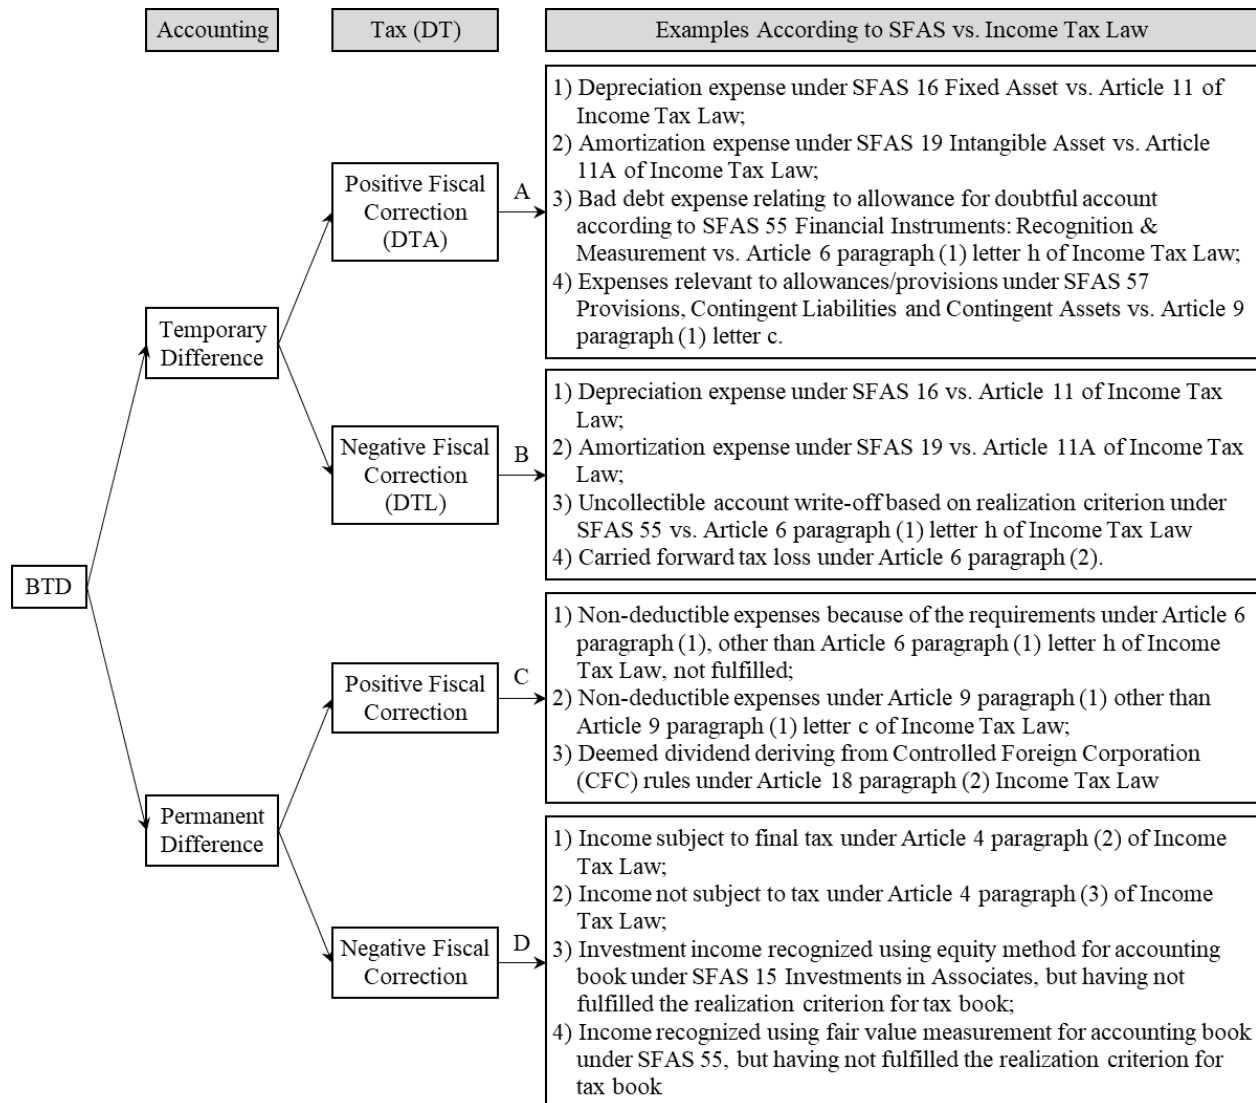 Accounting
Tax (DT)
Examples According to SFAS vs. Income Tax Law
1) Depreciation expense under SFAS 16 Fixed Asset vs. Article 11 of
Income Tax Law;
2) Amortization expense under SFAS 19 Intangible Asset vs. Article
11A of Income Tax Law;
3) Bad debt expense relating to allowance for doubtful account
according to SFAS 55 Financial Instruments: Recognition &
Measurement vs. Article 6 paragraph (1) letter h of Income Tax Law;
4) Expenses relevant to allowances/provisions under SFAS 57
Provisions, Contingent Liabilities and Contingent Assets vs. Article 9
paragraph (1) letter c.
Positive Fiscal
Correction
(DTA)
A
Temporary
Difference
1) Depreciation expense under SFAS 16 vs. Article 11 of Income Tax
Law;
2) Amortization expense under SFAS 19 vs. Article 11A of Income Tax
Law;
3) Uncollectible account write-off based on realization criterion under
SFAS 55 vs. Article 6 paragraph (1) letter h of Income Tax Law
4) Carried forward tax loss under Article 6 paragraph (2).
Negative Fiscal
Correction
(DTL)
B
BTD
1) Non-deductible expenses because of the requirements under Article 6
paragraph (1), other than Article 6 paragraph (1) letter h of Income
Tax Law, not fulfilled;
2) Non-deductible expenses under Article 9 paragraph (1) other than
Article 9 paragraph (1) letter c of Income Tax Law;
3) Deemed dividend deriving from Controlled Foreign Corporation
(CFC) rules under Article 18 paragraph (2) Income Tax Law
Positive Fiscal
Correction
C
Permanent
Difference
1) Income subject to final tax under Article 4 paragraph (2) of Income
Tax Law;
2) Income not subject to tax under Article 4 paragraph (3) of Income
Tax Law;
3) Investment income recognized using equity method for accounting
book under SFAS 15 Investments in Associates, but having not
fulfilled the realization criterion for tax book;
4) Income recognized using fair value measurement for accounting book
under SFAS 55, but having not fulfilled the realization criterion for
tax book
Negative Fiscal
Correction
D